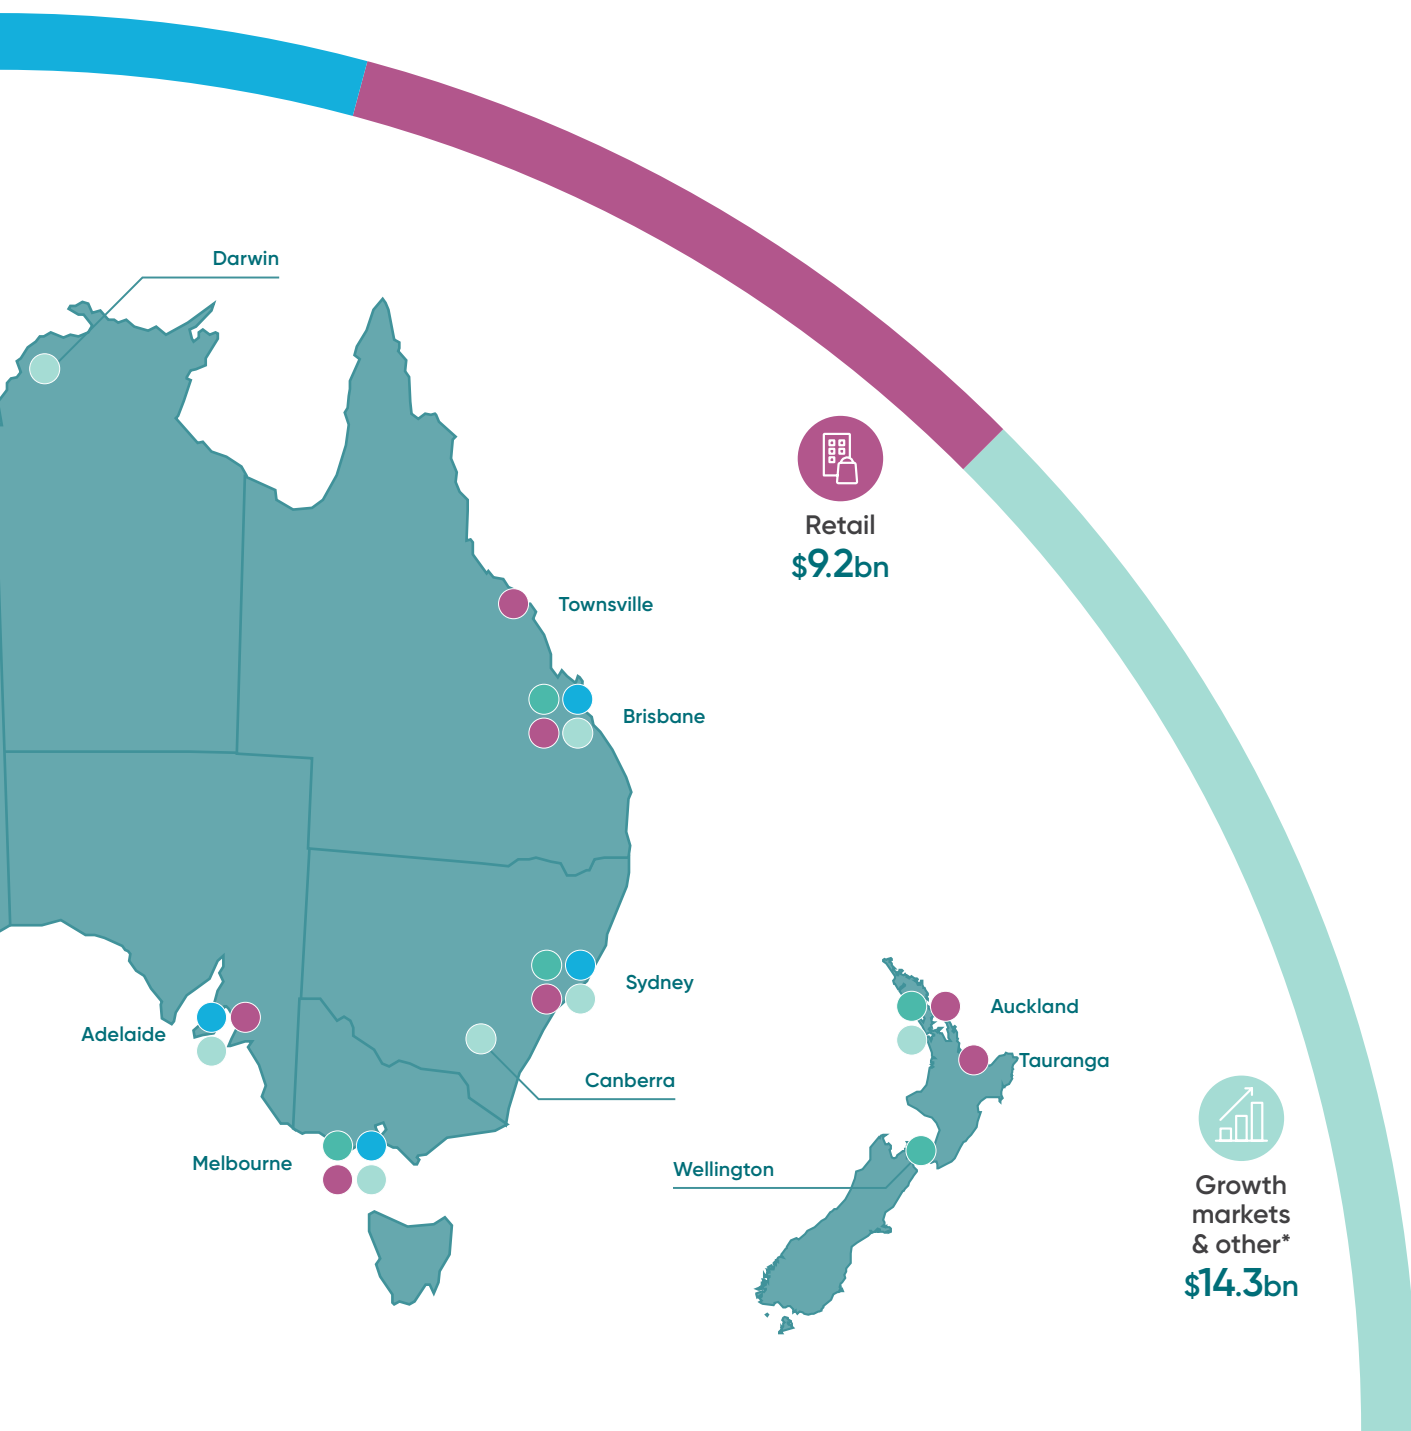 Darwin
Retail
$9.2bn
Townsville
Brisbane
Sydney
Adelaide
Auckland
Canberra
Tauranga
Melbourne
Wellington
Growth
markets
& other*
$14.3bn